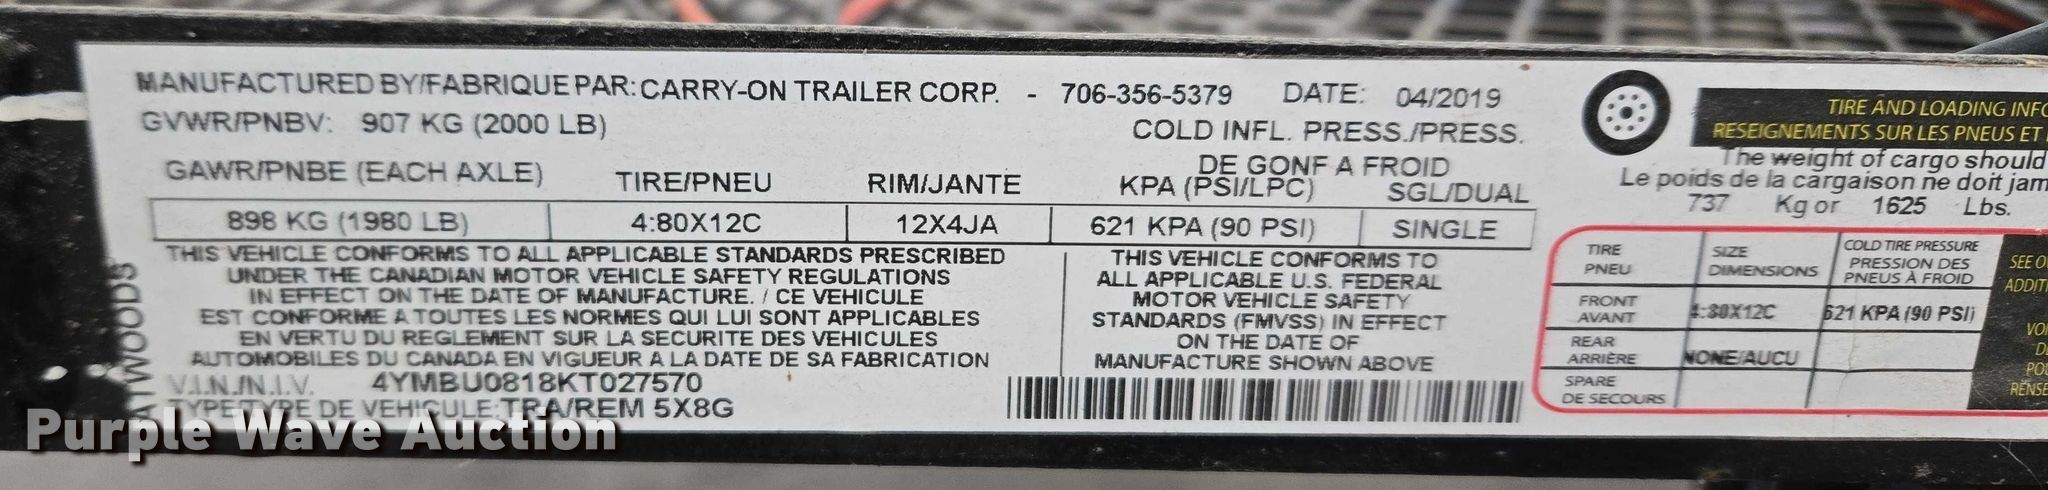 MANUFACTURED BY/FABRIQUE PAR: CARRY-ON TRAILER CORP. - 706-356-5379 DATE: 04/2019
GVWR/PNBV: 907 KG (2000 LB)
COLD INFL. PRESS./PRESS.
DE GONF A FROID
GAWR/PNBE (EACH AXLE) TIRE/PNEU RIM/JANTE KPA (PSI/LPC) SGL/DUAL
898 KG (1980 LB) 4:80X12C 12X4JA 621 KPA (90 PSI) SINGLE
THIS VEHICLE CONFORMS TO ALL APPLICABLE STANDARDS PRESCRIBED
UNDER THE CANADIAN MOTOR VEHICLE SAFETY REGULATIONS
IN EFFECT ON THE DATE OF MANUFACTURE. / CE VEHICULE
EST CONFORME A TOUTES LES NORMES QUI LUI SONT APPLICABLES
EN VERTU DU REGLEMENT SUR LA SECURITE DES VEHICULES
AUTOMOBILES DU CANADA EN VIGUEUR A LA DATE DE SA FABRICATION
THIS VEHICLE CONFORMS TO
ALL APPLICABLE U.S. FEDERAL
MOTOR VEHICLE SAFETY
STANDARDS (FMVSS) IN EFFECT
ON THE DATE OF
MANUFACTURE SHOWN ABOVE
V.I.N./N.I.V. 4YMBU0818KT027570
TYPE/TYPE DE VEHICULE: TRA/REM 5X8G
ATWOODS
TIRE AND LOADING INFO
RESEIGNEMENTS SUR LES PNEUS ET
The weight of cargo should
Le poids de la cargaison ne doit jam
737 Kg or 1625 Lbs.
TIRE PNEU SIZE DIMENSIONS COLD TIRE PRESSURE PRESSION DES PNEUS À FROID
FRONT AVANT 4:80X12C 621 KPA (90 PSI)
REAR ARRIÈRE NONE/AUCU
SPARE DE SECOURS
SEE O
ADDITI
VO
D
POU
RENSE
Purple Wave Auction